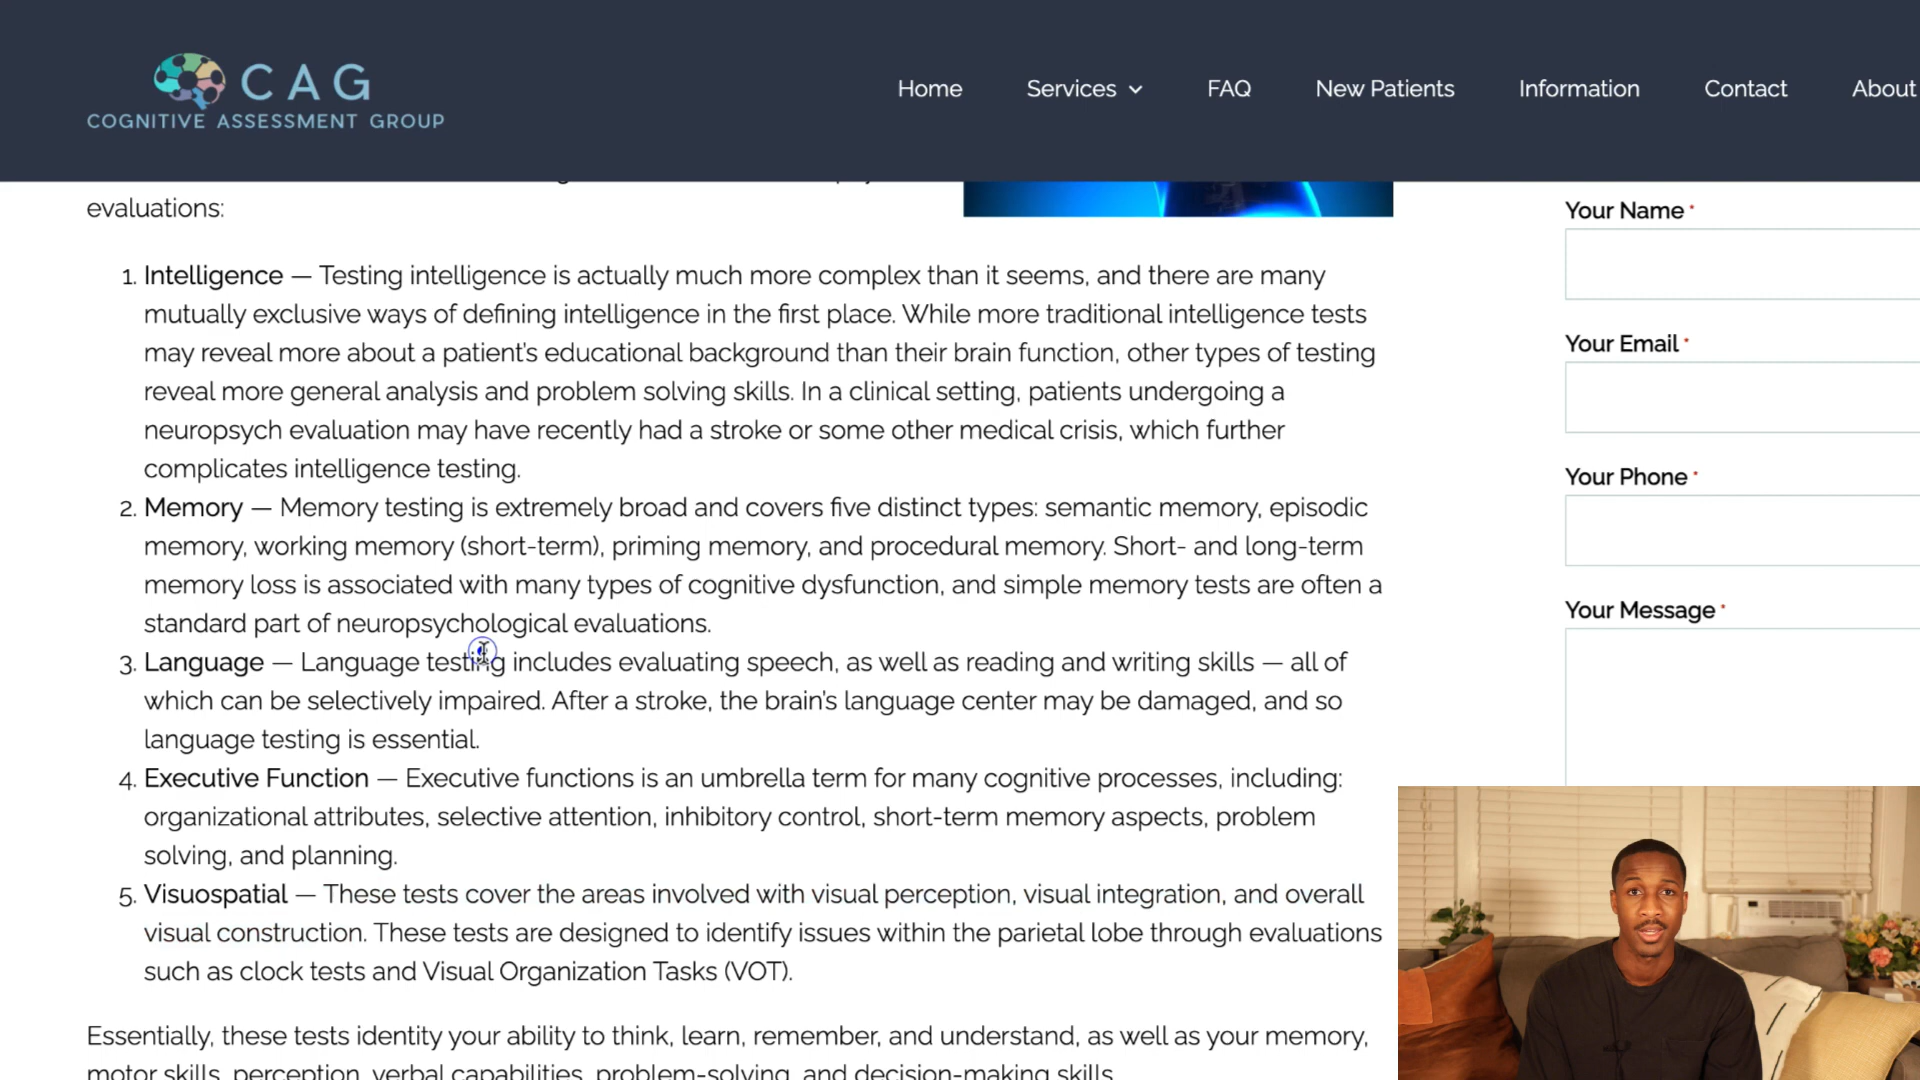 CAG
COGNITIVE ASSESSMENT GROUP
Home
Services
FAQ
New Patients
Information
Contact
About
evaluations:
1. Intelligence — Testing intelligence is actually much more complex than it seems, and there are many
mutually exclusive ways of defining intelligence in the first place. While more traditional intelligence tests
may reveal more about a patient's educational background than their brain function, other types of testing
reveal more general analysis and problem solving skills. In a clinical setting, patients undergoing a
neuropsych evaluation may have recently had a stroke or some other medical crisis, which further
complicates intelligence testing.
2. Memory — Memory testing is extremely broad and covers five distinct types: semantic memory, episodic
memory, working memory (short-term), priming memory, and procedural memory. Short- and long-term
memory loss is associated with many types of cognitive dysfunction, and simple memory tests are often a
standard part of neuropsychological evaluations.
3. Language — Language testing includes evaluating speech, as well as reading and writing skills — all of
which can be selectively impaired. After a stroke, the brain's language center may be damaged, and so
language testing is essential.
4. Executive Function — Executive functions is an umbrella term for many cognitive processes, including:
organizational attributes, selective attention, inhibitory control, short-term memory aspects, problem
solving, and planning.
5. Visuospatial — These tests cover the areas involved with visual perception, visual integration, and overall
visual construction. These tests are designed to identify issues within the parietal lobe through evaluations
such as clock tests and Visual Organization Tasks (VOT).
Essentially, these tests identity your ability to think, learn, remember, and understand, as well as your memory,
motor skills, perception, verbal capabilities, problem-solving, and decision-making skills.
Your Name *
Your Email *
Your Phone *
Your Message *